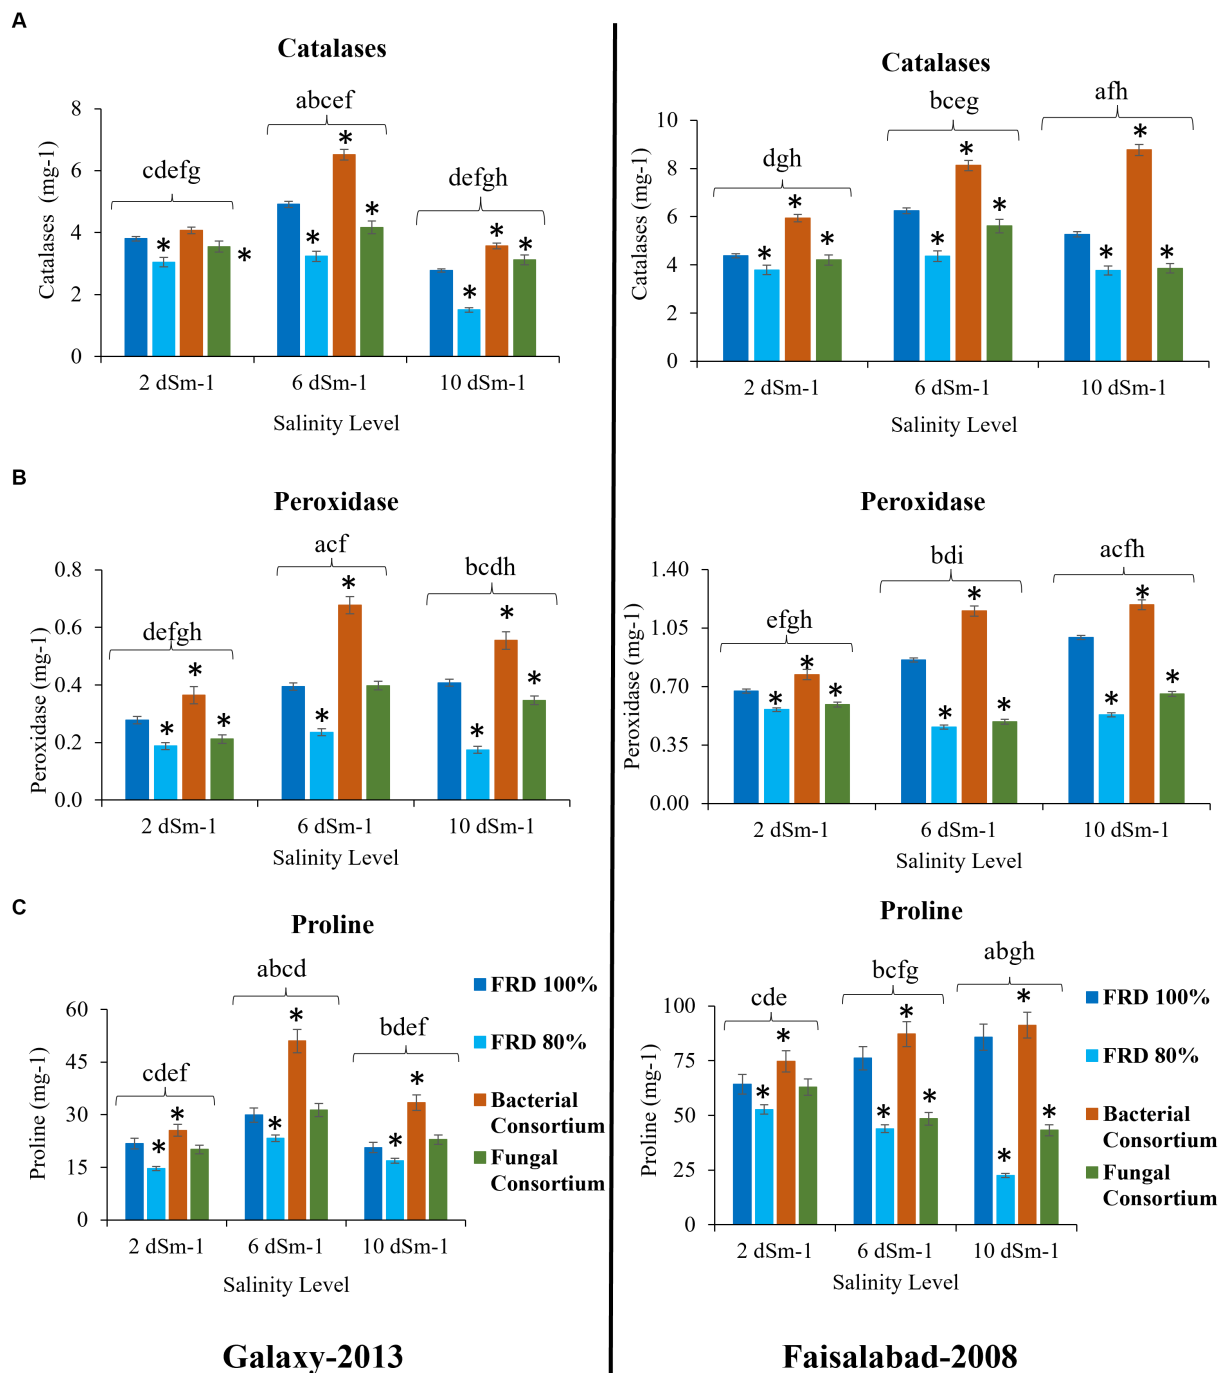 A
Catalases
abcef
cdefg
defgh
8
6
4
2
0
Catalases (mg-1)
* * * * * * * *
2 dSm-1 6 dSm-1 10 dSm-1
Salinity Level
Catalases
bceg
afh
dgh
10
8
6
4
2
0
Catalases (mg-1)
* * * * * * * * *
2 dSm-1 6 dSm-1 10 dSm-1
Salinity Level
B
Peroxidase
acf
bcdh
defgh
0.8
0.6
0.4
0.2
0.0
Peroxidase (mg-1)
* * * * * * * *
2 dSm-1 6 dSm-1 10 dSm-1
Salinity Level
Peroxidase
bdi
acfh
efgh
1.40
1.05
0.70
0.35
0.00
Peroxidase (mg-1)
* * * * * * * * *
2 dSm-1 6 dSm-1 10 dSm-1
Salinity Level
C
Proline
abcd
bdef
cdef
60
45
30
15
0
Proline (mg-1)
* * * * * *
2 dSm-1 6 dSm-1 10 dSm-1
Salinity Level
FRD 100%
FRD 80%
Bacterial
Consortium
Fungal
Consortium
Proline
abgh
bcfg
cde
100
75
50
25
0
Proline (mg-1)
* * * * * * * *
2 dSm-1 6 dSm-1 10 dSm-1
Salinity Level
FRD 100%
FRD 80%
Bacterial
Consortium
Fungal
Consortium
Galaxy-2013
Faisalabad-2008